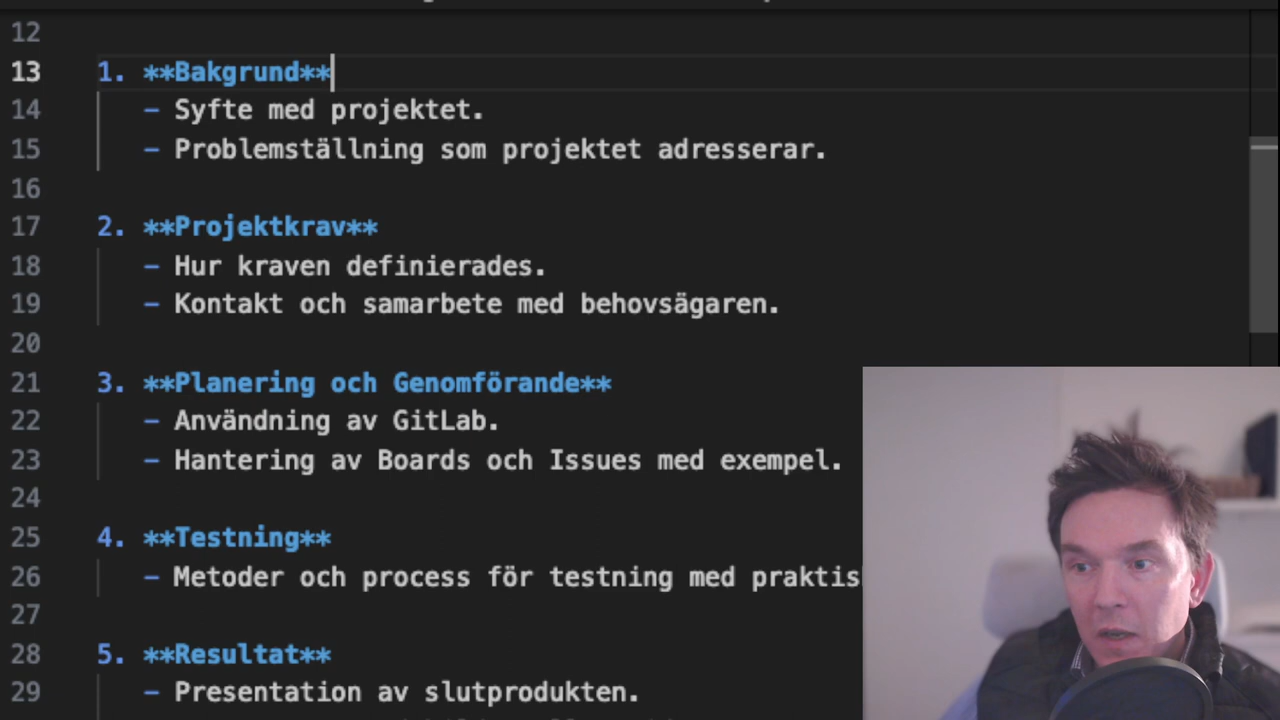 12
13 1. **Bakgrund**
14 - Syfte med projektet.
15 - Problemställning som projektet adresserar.
16
17 2. **Projektkrav**
18 - Hur kraven definierades.
19 - Kontakt och samarbete med behovsägaren.
20
21 3. **Planering och Genomförande**
22 - Användning av GitLab.
23 - Hantering av Boards och Issues med exempel.
24
25 4. **Testning**
26 - Metoder och process för testning med praktis
27
28 5. **Resultat**
29 - Presentation av slutprodukten.